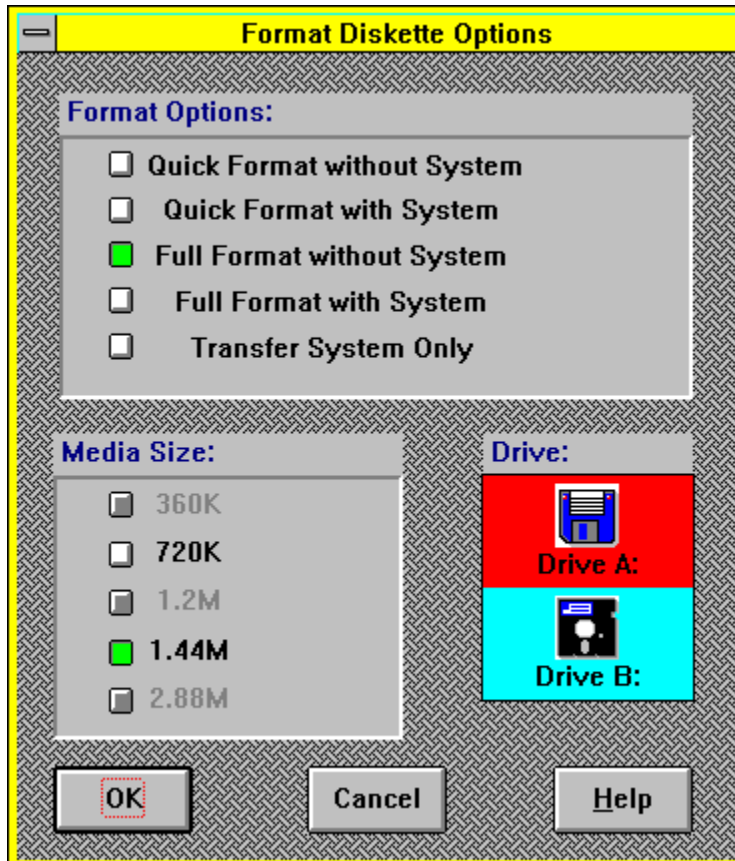 Format Diskette Options
Format Options:
Quick Format without System
Quick Format with System
Full Format without System
Full Format with System
Transfer System Only
Media Size:
360K
720K
1.2M
1.44M
2.88M
Drive:
Drive A:
Drive B:
OK
Cancel
Help